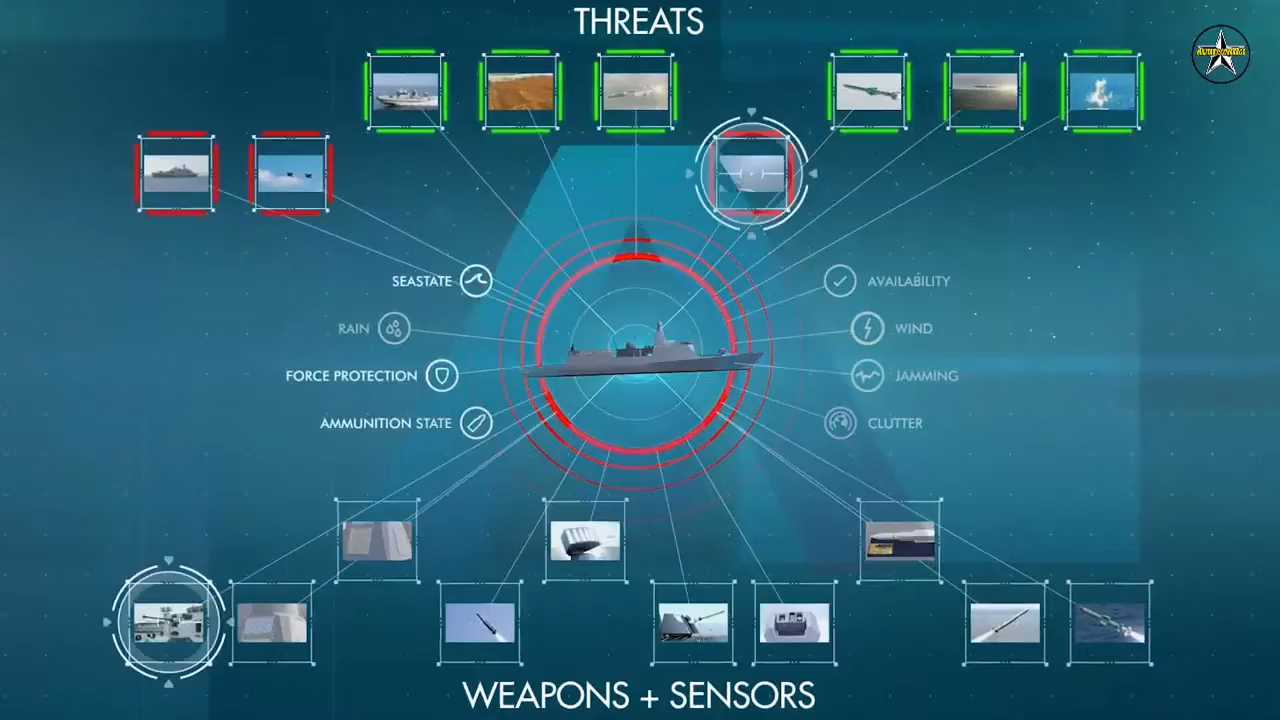 THREATS
SEASTATE
AVAILABILITY
RAIN
WIND
FORCE PROTECTION
JAMMING
AMMUNITION STATE
CLUTTER
WEAPONS + SENSORS